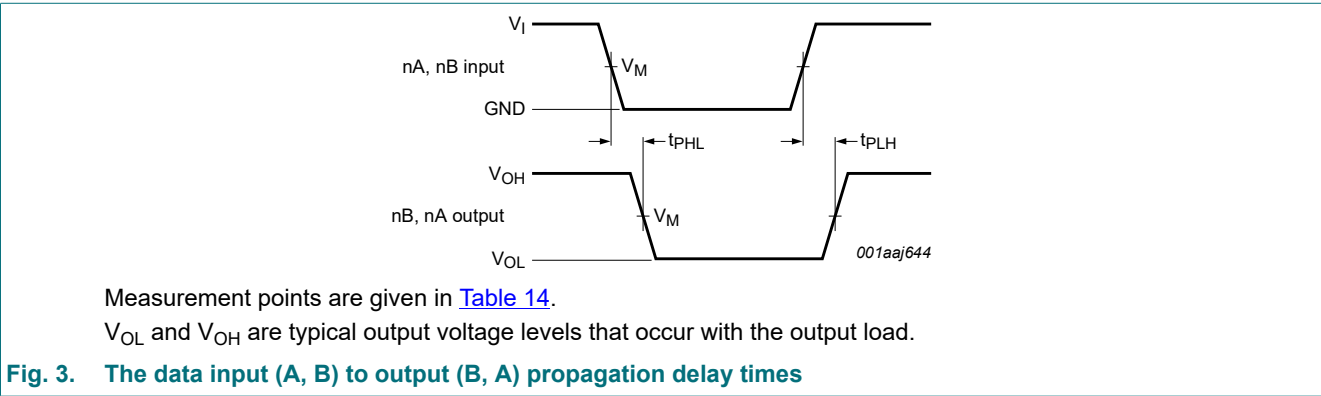 V_I
nA, nB input
V_M
GND
t_PHL
t_PLH
V_OH
nB, nA output
V_M
V_OL
001aaj644
Measurement points are given in Table 14.
V_OL and V_OH are typical output voltage levels that occur with the output load.
Fig. 3. The data input (A, B) to output (B, A) propagation delay times